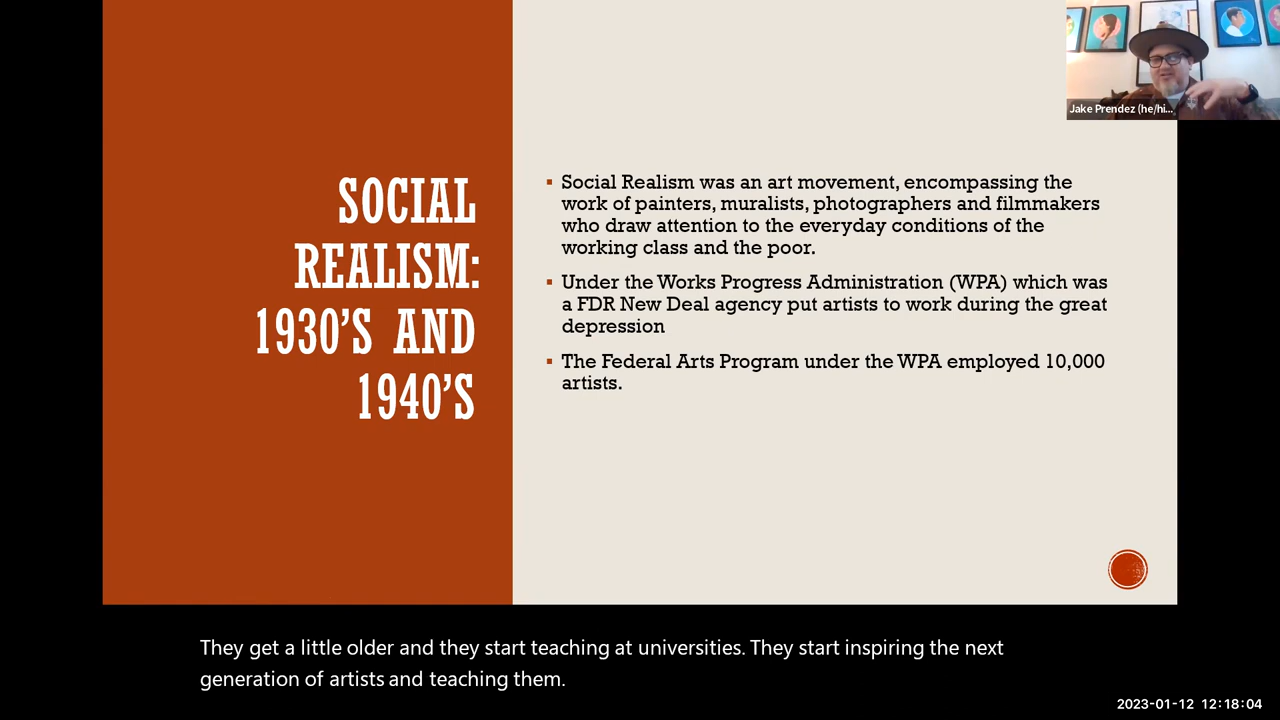 SOCIAL
REALISM:
1930'S AND
1940'S
▪ Social Realism was an art movement, encompassing the
work of painters, muralists, photographers and filmmakers
who draw attention to the everyday conditions of the
working class and the poor.
▪ Under the Works Progress Administration (WPA) which was
a FDR New Deal agency put artists to work during the great
depression
▪ The Federal Arts Program under the WPA employed 10,000
artists.
Jake Prendez (he/hi...
They get a little older and they start teaching at universities. They start inspiring the next
generation of artists and teaching them.
2023-01-12 12:18:04